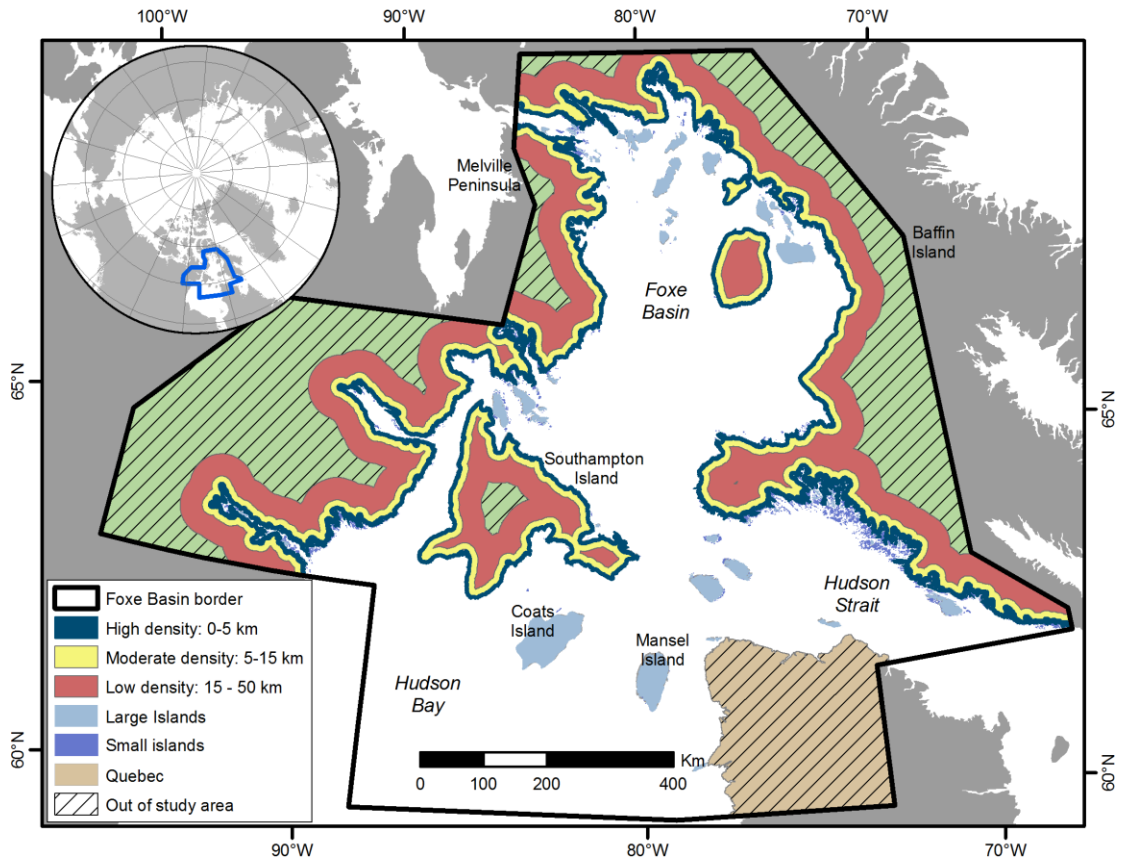 100°W 90°W 80°W 70°W
Melville
Peninsula
Baffin
Island
Foxe
Basin
65°N
65°N
Southampton
Island
Hudson
Strait
Coats
Island
Mansel
Island
Hudson
Bay
Foxe Basin border
High density: 0-5 km
Moderate density: 5-15 km
Low density: 15 - 50 km
Large Islands
Small islands
Quebec
Out of study area
Km
0 100 200 400
60°N
60°N
90°W 80°W 70°W